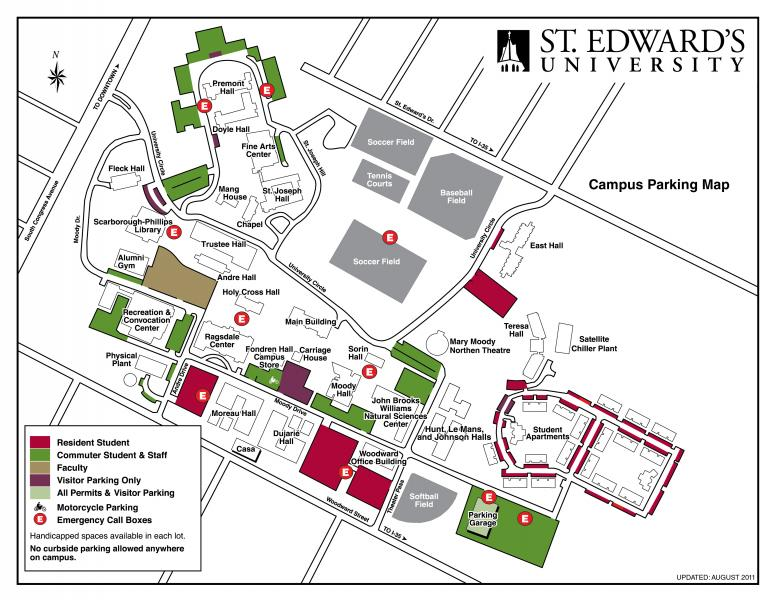 ST. EDWARD'S
UNIVERSITY
Campus Parking Map
N
TO DOWNTOWN
South Congress Avenue
Moody Dr.
University Circle
St. Edward's Dr.
TO I-35
St. Joseph Hill
Premont
Hall
E
E
Doyle Hall
Fine Arts
Center
Fleck Hall
Mang
House
St. Joseph
Hall
Chapel
Soccer Field
Tennis
Courts
Baseball
Field
Scarborough-Phillips
Library
E
Trustee Hall
E
Soccer Field
University Circle
East Hall
Alumni
Gym
Andre Hall
University Circle
Holy Cross Hall
Recreation &
Convocation
Center
E
Main Building
Ragsdale
Center
Mary Moody
Northen Theatre
Teresa
Hall
Satellite
Chiller Plant
Physical
Plant
Fondren Hall
Campus
Store
Carriage
House
Sorin
Hall
E
Andre Drive
E
Moody
Hall
Moody Drive
John Brooks
Williams
Natural Sciences
Center
Moreau Hall
Hunt, Le Mans,
and Johnson Halls
Student
Apartments
Dujarié
Hall
Casa
Woodward
Office Building
E
Theater Pass
Softball
Field
E
Parking
Garage
E
Woodward Street
TO I-35
Resident Student
Commuter Student & Staff
Faculty
Visitor Parking Only
All Permits & Visitor Parking
Motorcycle Parking
E Emergency Call Boxes
Handicapped spaces available in each lot.
No curbside parking allowed anywhere
on campus.
UPDATED: AUGUST 2011